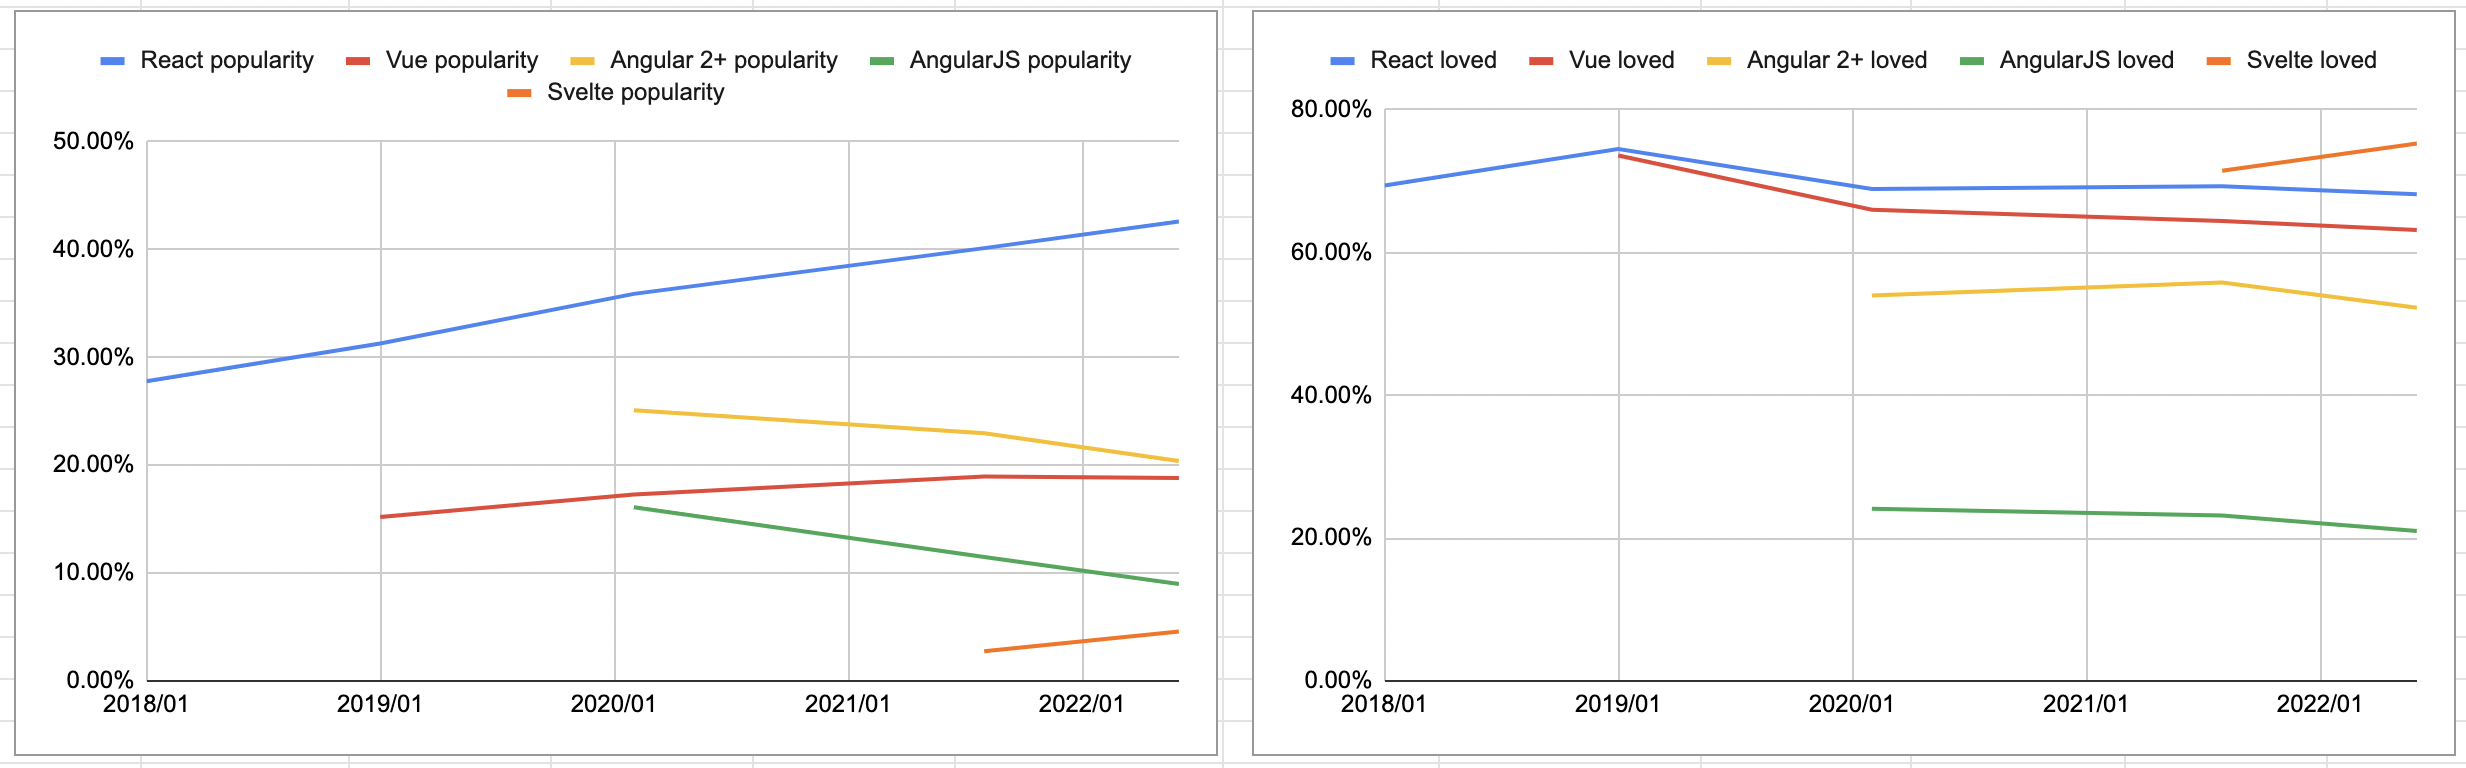 React popularity Vue popularity Angular 2+ popularity AngularJS popularity
Svelte popularity
50.00%
40.00%
30.00%
20.00%
10.00%
0.00%
2018/01 2019/01 2020/01 2021/01 2022/01
React loved Vue loved Angular 2+ loved AngularJS loved Svelte loved
80.00%
60.00%
40.00%
20.00%
0.00%
2018/01 2019/01 2020/01 2021/01 2022/01